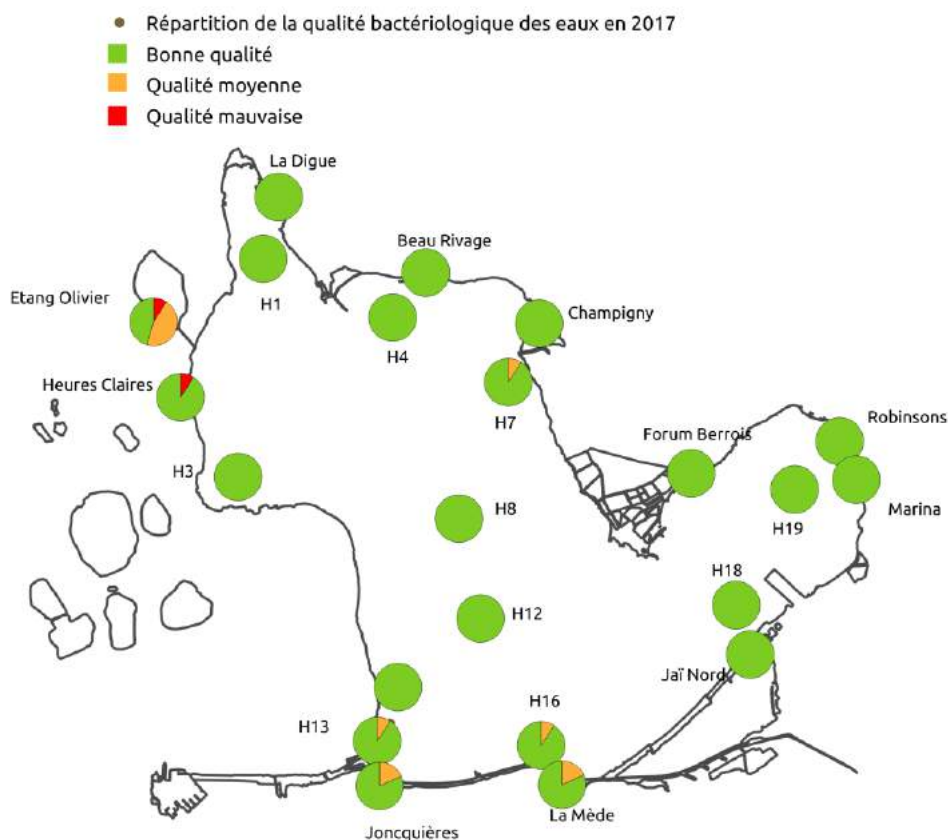 Répartition de la qualité bactériologique des eaux en 2017
Bonne qualité
Qualité moyenne
Qualité mauvaise
La Digue
Beau Rivage
H1
Etang Olivier
Champigny
H4
Heures Claires
H7
Robinsons
Forum Berrois
H3
H8
Marina
H19
H18
H12
Jaï Nord
H16
H13
La Mède
Joncquières